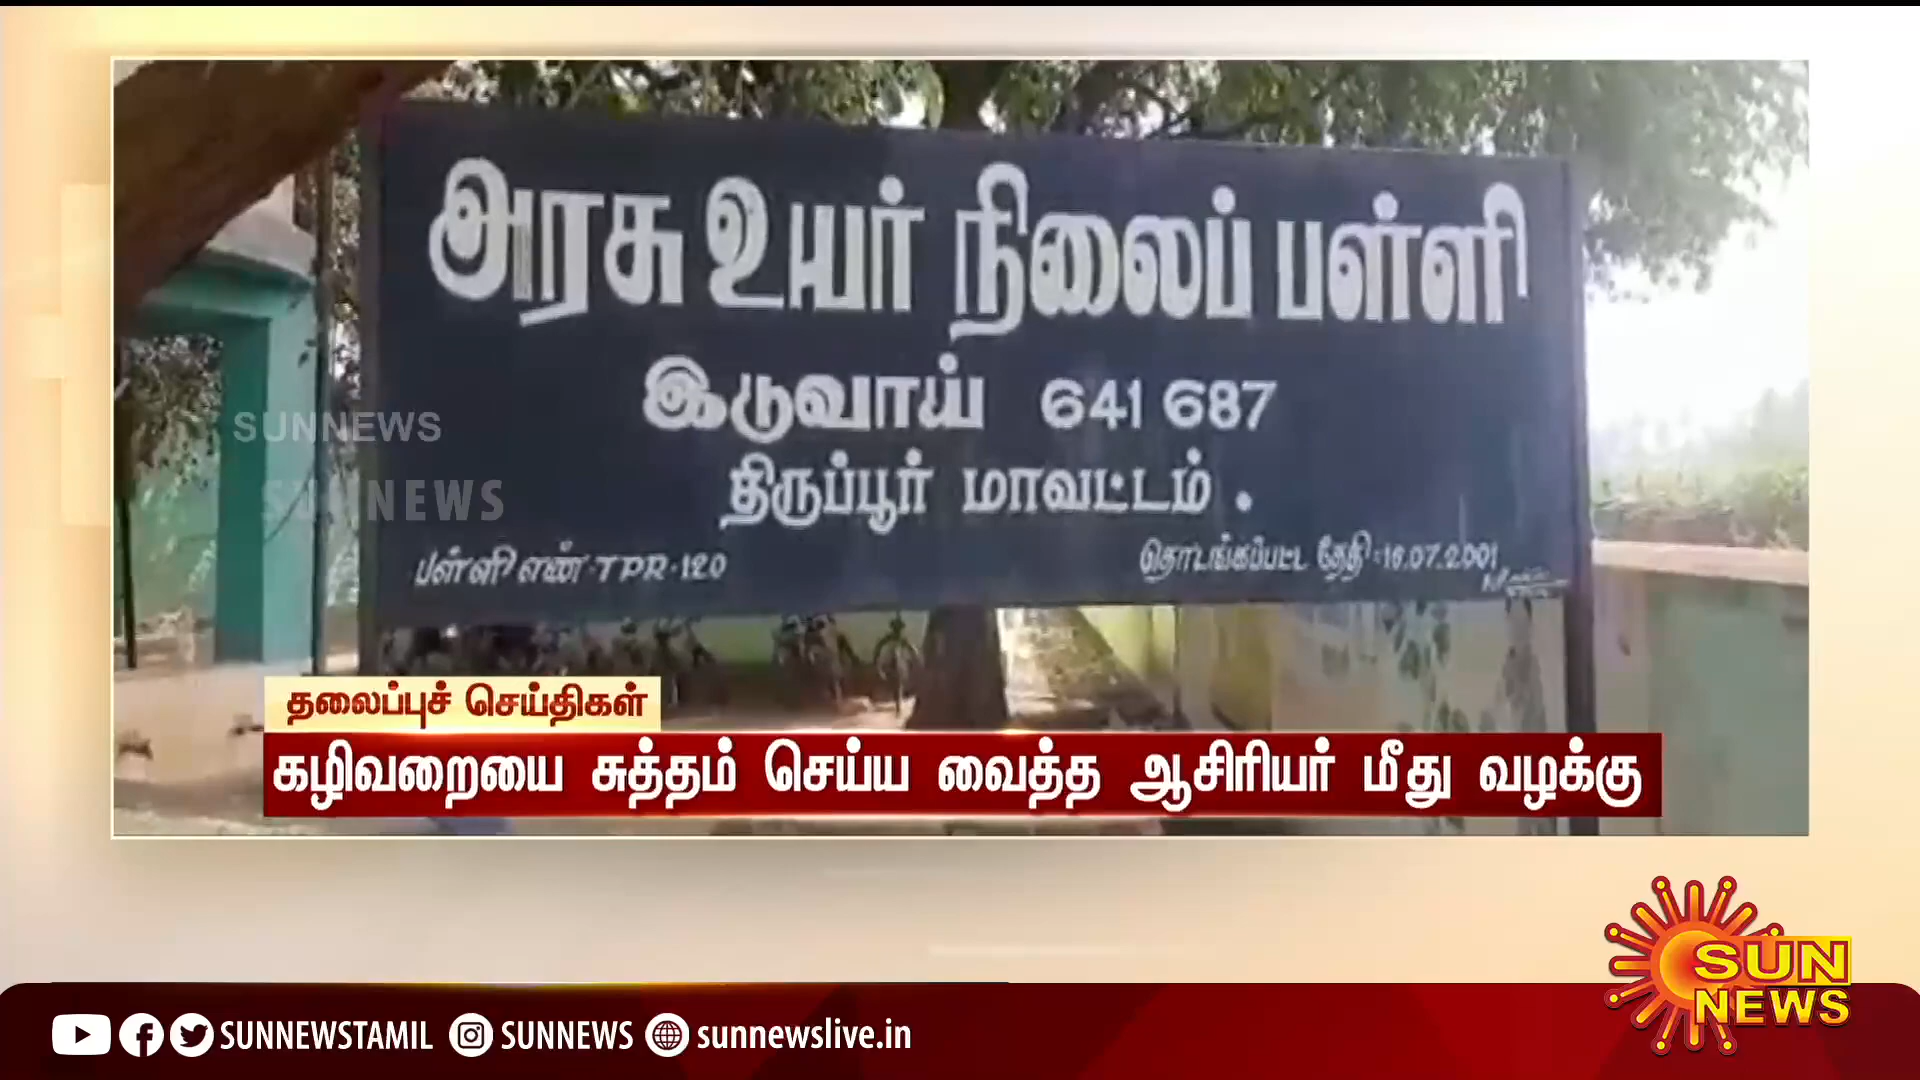 அரசு உயர் நிலைப் பள்ளி
இடுவாய் 641 687
திருப்பூர் மாவட்டம் .
பள்ளி எண்-TPR-120
தொடங்கப்பட்ட தேதி=16.07.2001
SUNNEWS
SUNNEWS
தலைப்புச் செய்திகள்
கழிவறையை சுத்தம் செய்ய வைத்த ஆசிரியர் மீது வழக்கு
SUN
NEWS
SUNNEWSTAMIL SUNNEWS sunnewslive.in